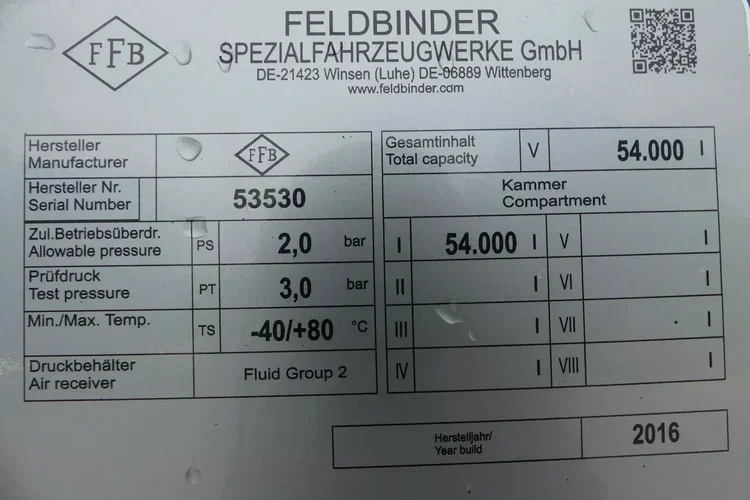 FFB
FELDBINDER
SPEZIALFAHRZEUGWERKE GmbH
DE-21423 Winsen (Luhe) DE-06889 Wittenberg
www.feldbinder.com
Hersteller
Manufacturer
FFB
Hersteller Nr.
Serial Number
53530
Zul.Betriebsüberdr.
Allowable pressure
PS
2,0 bar
Prüfdruck
Test pressure
PT
3,0 bar
Min./Max. Temp.
TS
-40/+80 °C
Druckbehälter
Air receiver
Fluid Group 2
Gesamtinhalt
Total capacity
V
54.000 l
Kammer
Compartment
I 54.000 l V l
II l VI l
III l VII l
IV l VIII l
Herstelljahr/
Year build
2016